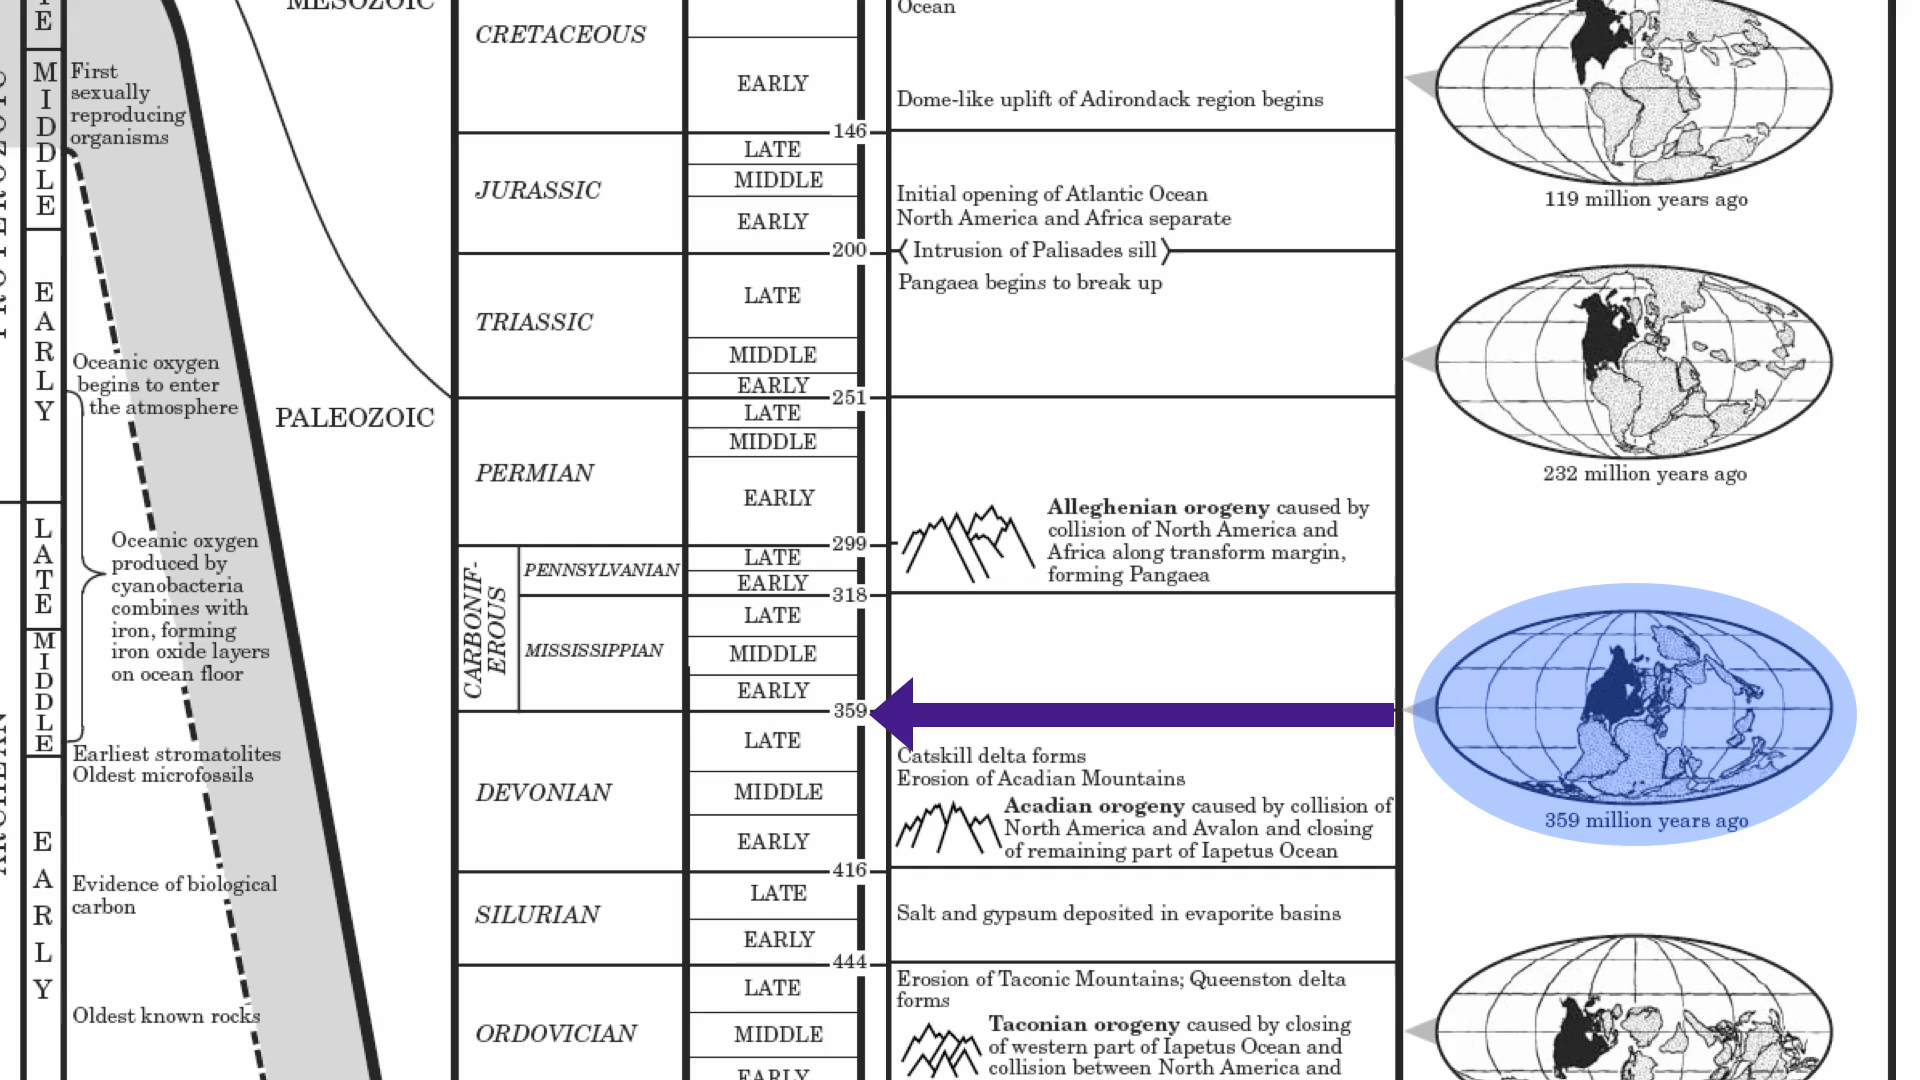 TE
MIDDLE
EARLY
LATE
MIDDLE
EARLY
PROTEROZOIC
ARCHEAN
First
sexually
reproducing
organisms
Oceanic oxygen
begins to enter
the atmosphere
Oceanic oxygen
produced by
cyanobacteria
combines with
iron, forming
iron oxide layers
on ocean floor
Earliest stromatolites
Oldest microfossils
Evidence of biological
carbon
Oldest known rocks
MESOZOIC
PALEOZOIC
CRETACEOUS
EARLY
146
JURASSIC
LATE
MIDDLE
EARLY
200
TRIASSIC
LATE
MIDDLE
EARLY
251
PERMIAN
LATE
MIDDLE
EARLY
299
CARBONIF-
EROUS
PENNSYLVANIAN
LATE
EARLY
318
MISSISSIPPIAN
LATE
MIDDLE
EARLY
359
DEVONIAN
LATE
MIDDLE
EARLY
416
SILURIAN
LATE
EARLY
444
ORDOVICIAN
LATE
MIDDLE
EARLY
Ocean
Dome-like uplift of Adirondack region begins
Initial opening of Atlantic Ocean
North America and Africa separate
Intrusion of Palisades sill
Pangaea begins to break up
Alleghenian orogeny caused by
collision of North America and
Africa along transform margin,
forming Pangaea
Catskill delta forms
Erosion of Acadian Mountains
Acadian orogeny caused by collision of
North America and Avalon and closing
of remaining part of Iapetus Ocean
Salt and gypsum deposited in evaporite basins
Erosion of Taconic Mountains; Queenston delta
forms
Taconian orogeny caused by closing
of western part of Iapetus Ocean and
collision between North America and
119 million years ago
232 million years ago
359 million years ago